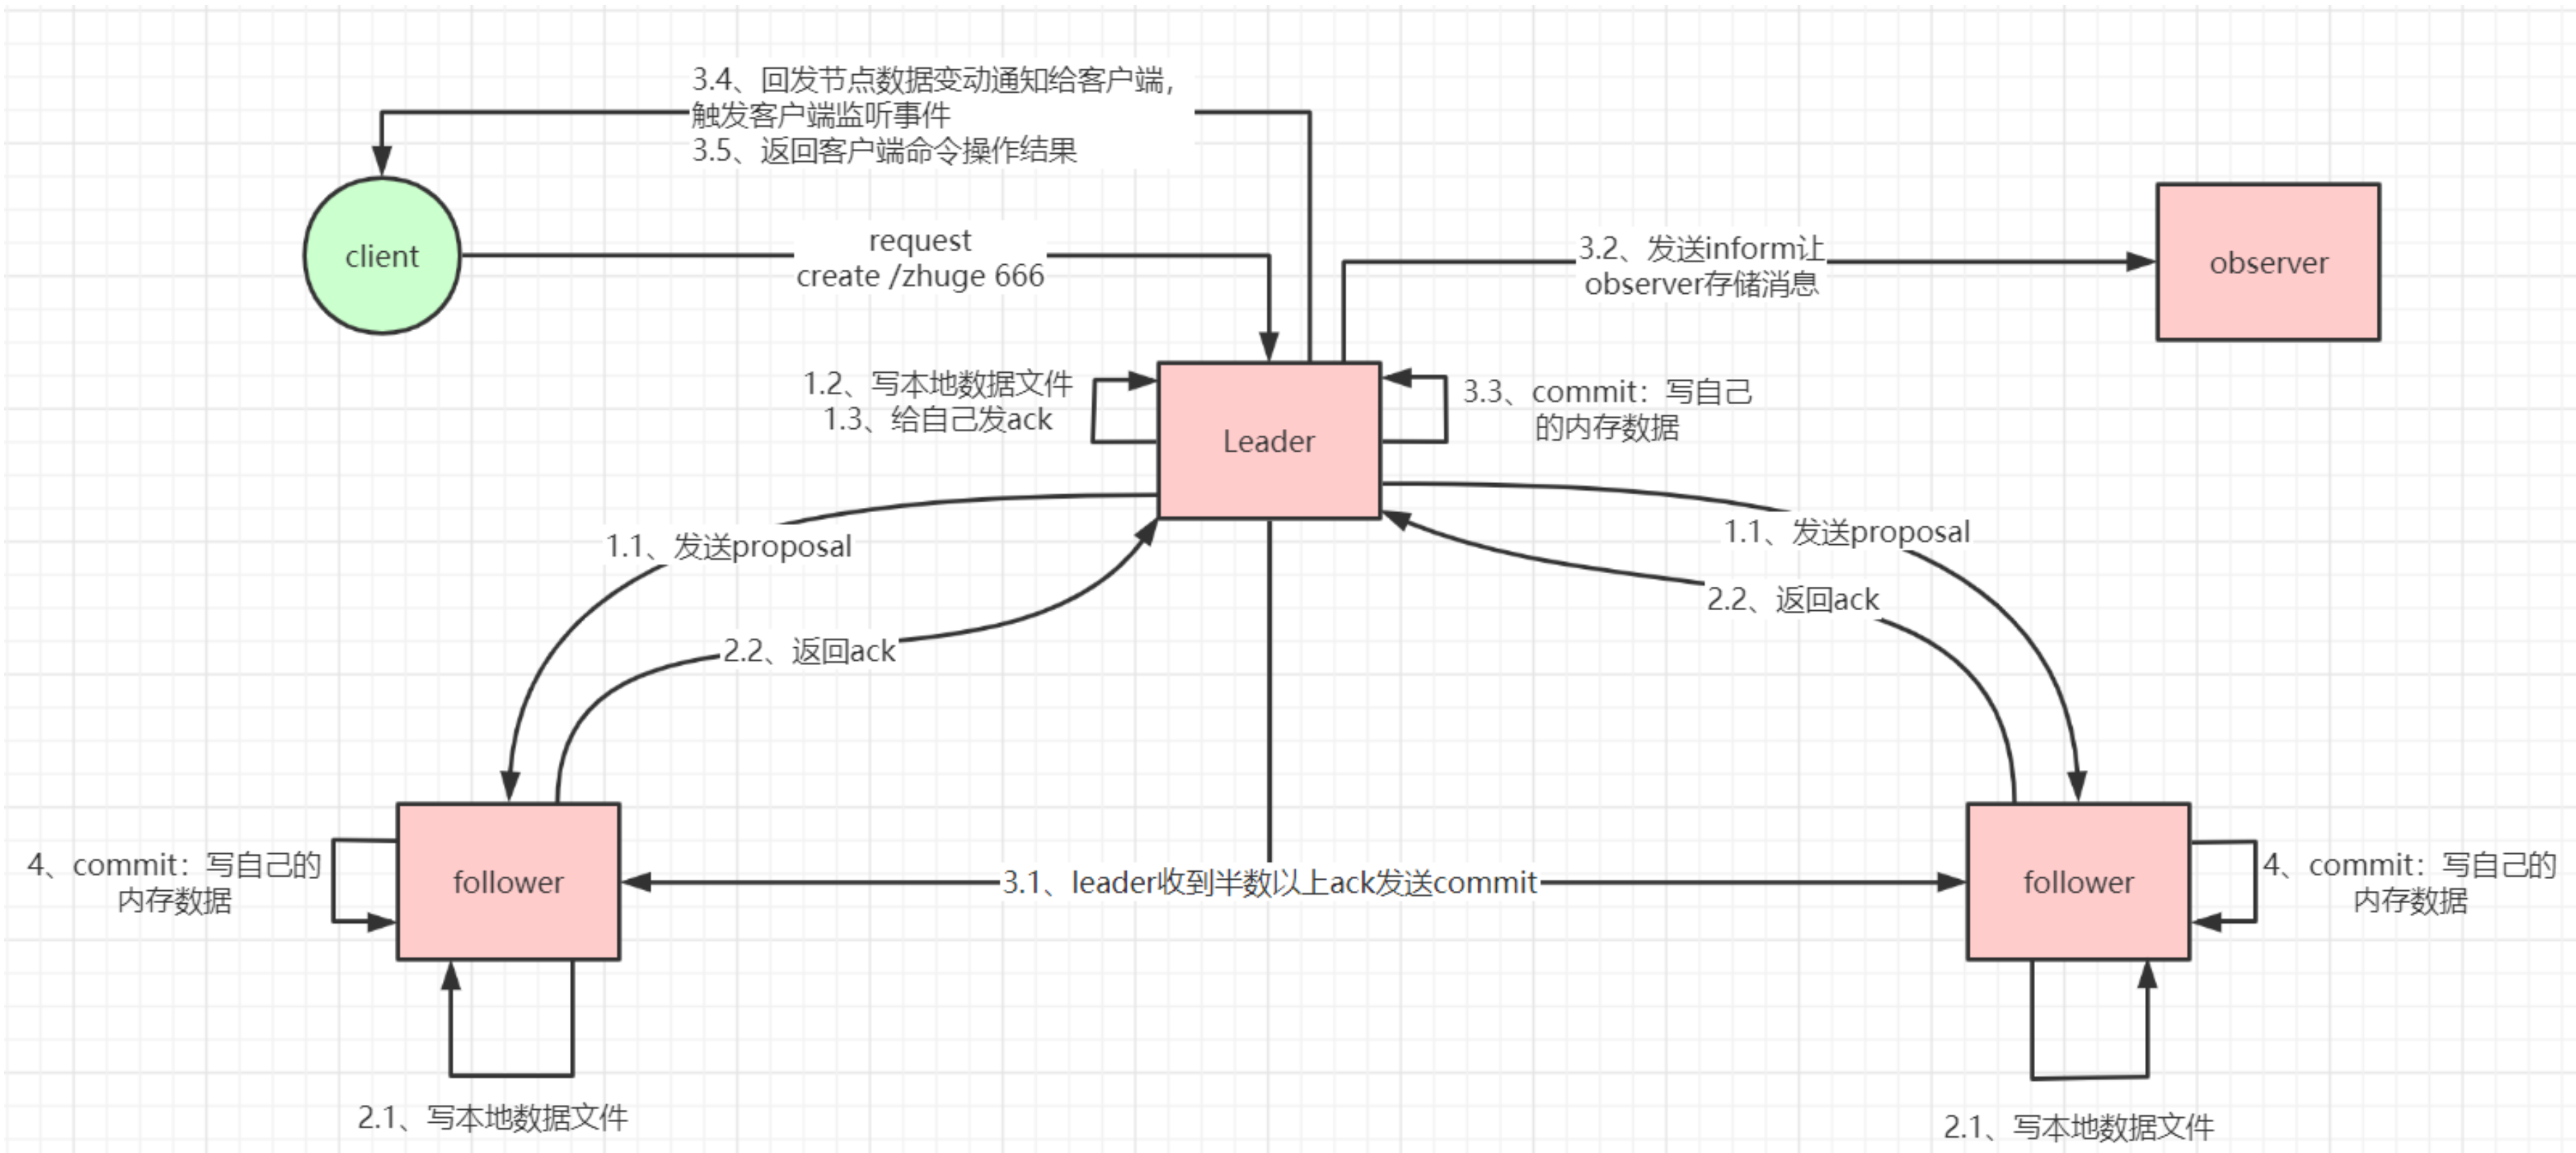 3.4、回发节点数据变动通知给客户端，
触发客户端监听事件
3.5、返回客户端命令操作结果
client
request
create /zhuge 666
3.2、发送inform让
observer存储消息
observer
1.2、写本地数据文件
1.3、给自己发ack
Leader
3.3、commit：写自己
的内存数据
1.1、发送proposal
1.1、发送proposal
2.2、返回ack
2.2、返回ack
4、commit：写自己的
内存数据
follower
3.1、leader收到半数以上ack发送commit
follower
4、commit：写自己的
内存数据
2.1、写本地数据文件
2.1、写本地数据文件